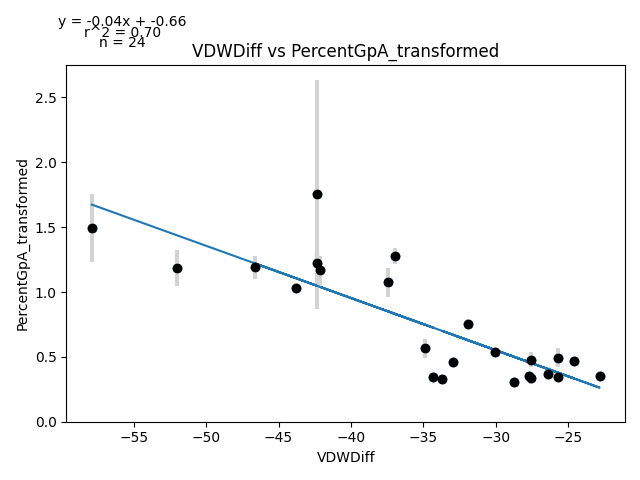 y = -0.04x + -0.66
r^2 = 0.70
n = 24
VDWDiff vs PercentGpA_transformed
PercentGpA_transformed
2.5
2.0
1.5
1.0
0.5
0.0
−55 −50 −45 −40 −35 −30 −25
VDWDiff